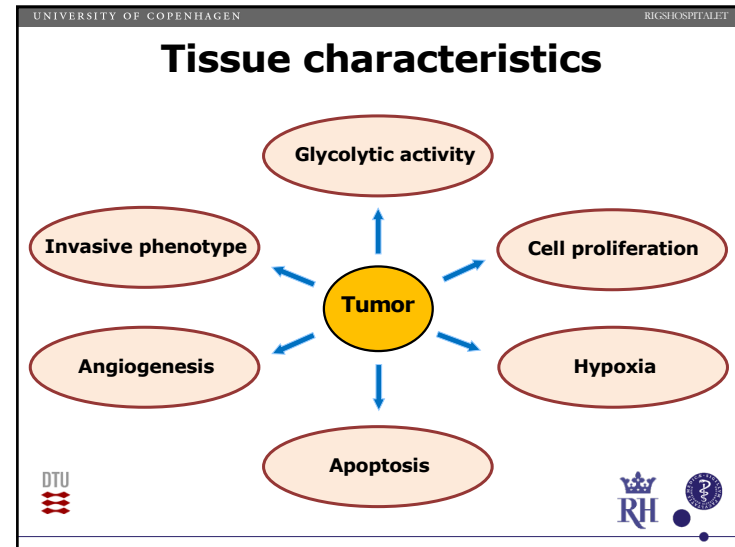 UNIVERSITY OF COPENHAGEN
RIGSHOSPITALET
Tissue characteristics
Glycolytic activity
Invasive phenotype
Cell proliferation
Tumor
Angiogenesis
Hypoxia
Apoptosis
DTU
RH